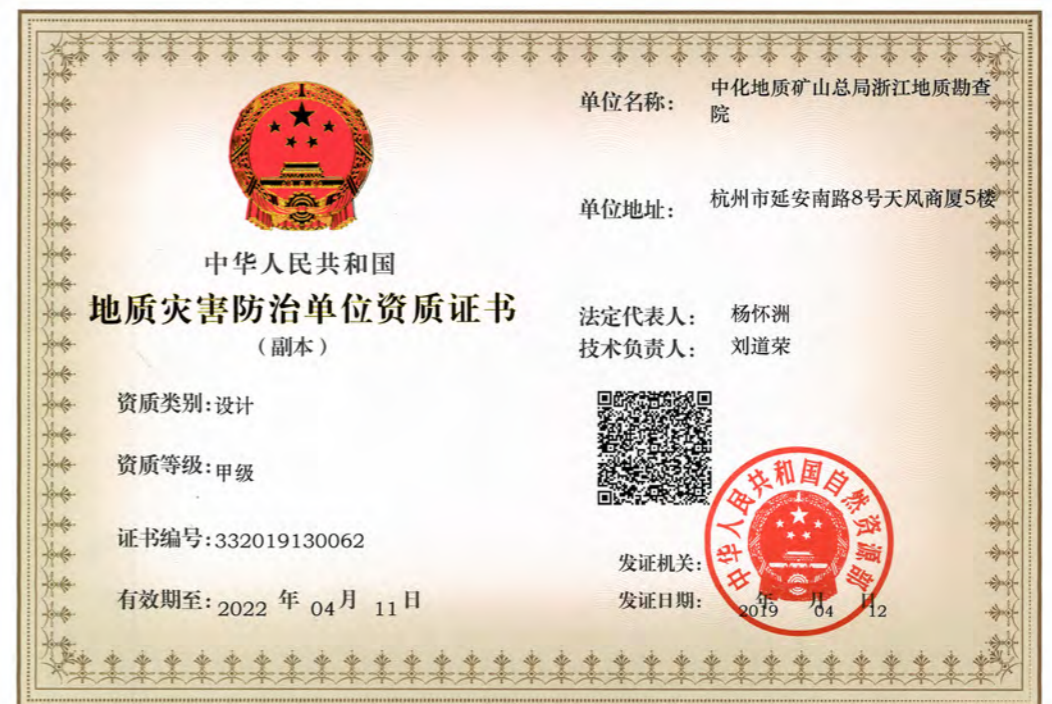 中华人民共和国
地质灾害防治单位资质证书
（副本）
资质类别:设计
资质等级:甲级
证书编号:332019130062
有效期至:2022 年 04月 11日
单位名称: 中化地质矿山总局浙江地质勘查
院
单位地址: 杭州市延安南路8号天风商厦5楼
法定代表人: 杨怀洲
技术负责人: 刘道荣
中华人民共和国自然资源部
发证机关:
发证日期: 2019 年 04 月 12 日